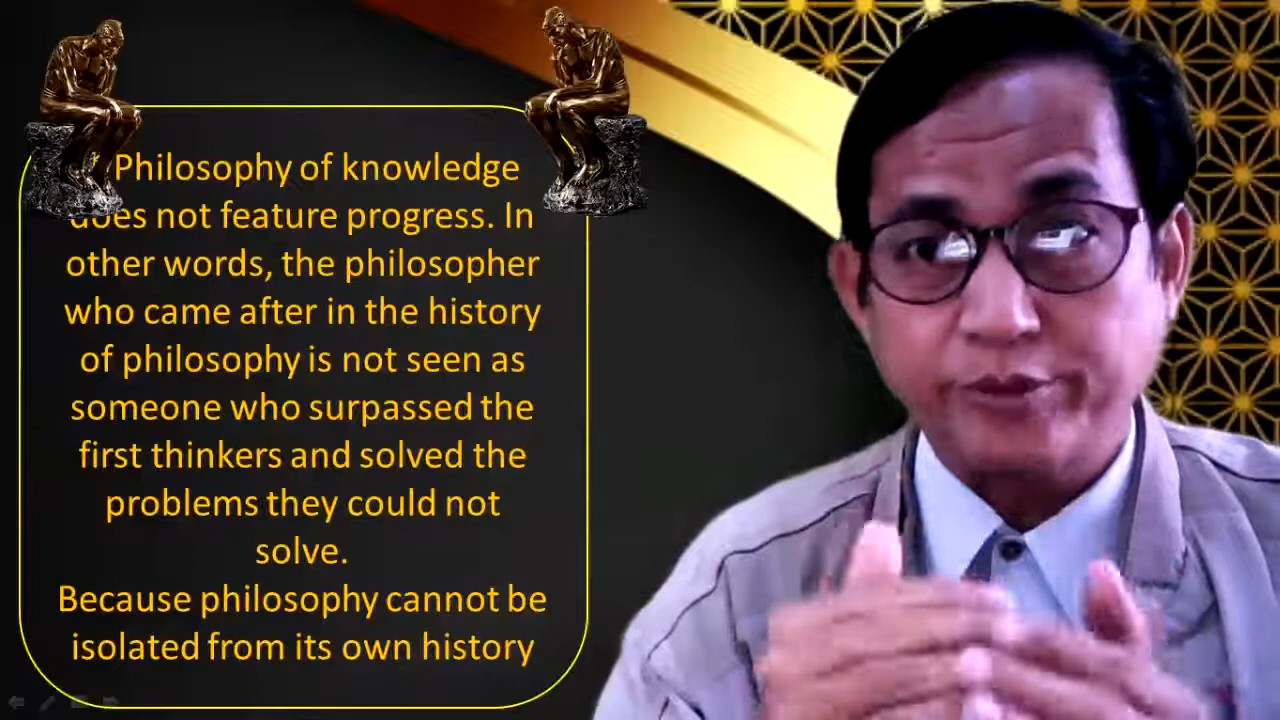 Philosophy of knowledge
does not feature progress. In
other words, the philosopher
who came after in the history
of philosophy is not seen as
someone who surpassed the
first thinkers and solved the
problems they could not
solve.
Because philosophy cannot be
isolated from its own history